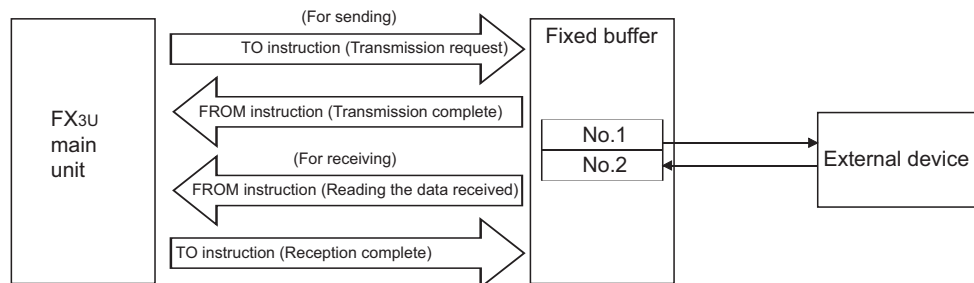 (For sending)
TO instruction (Transmission request)
FROM instruction (Transmission complete)
(For receiving)
FROM instruction (Reading the data received)
TO instruction (Reception complete)
FX3U
main
unit
Fixed buffer
No.1
No.2
External device